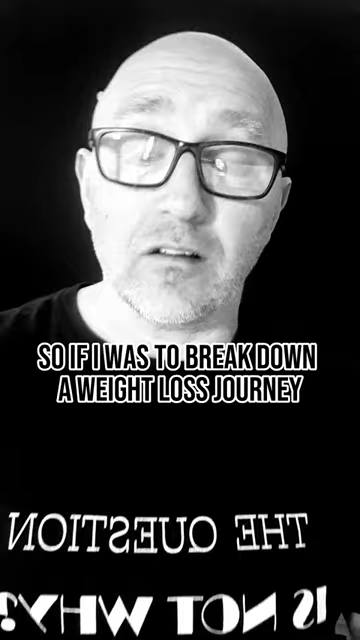 SO IF I WAS TO BREAK DOWN
A WEIGHT LOSS JOURNEY
THE QUESTION
IS NOT WHY?